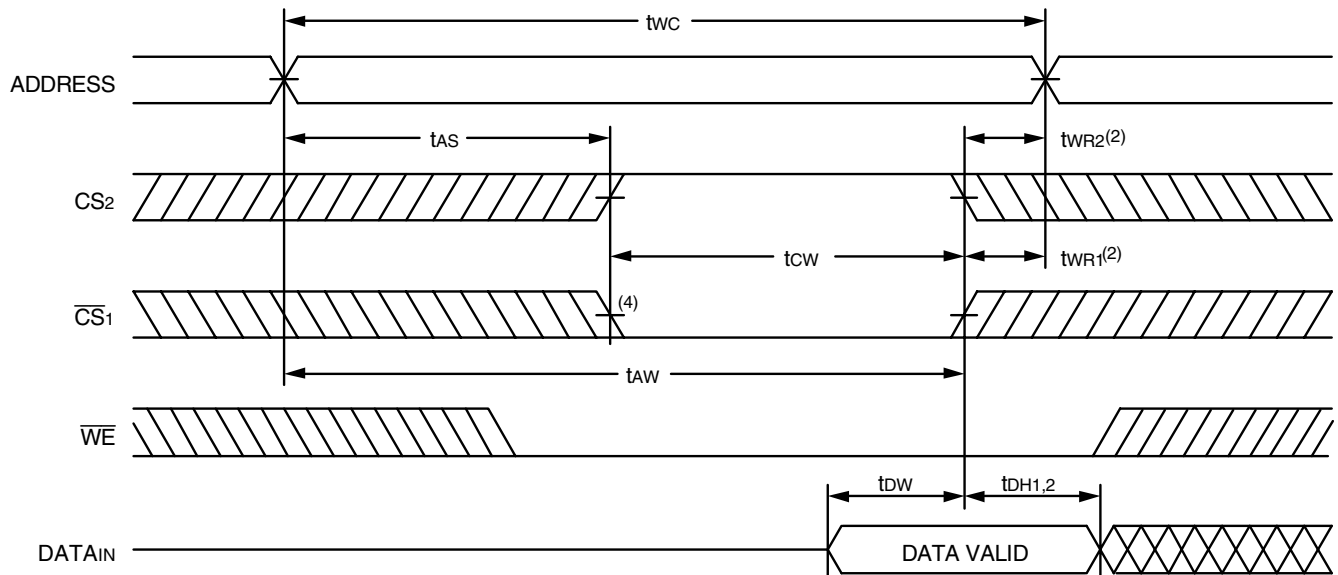 tWC
ADDRESS
tAS
tWR2(2)
CS2
tCW
tWR1(2)
CS1
(4)
tAW
WE
tDW
tDH1,2
DATAIN
DATA VALID